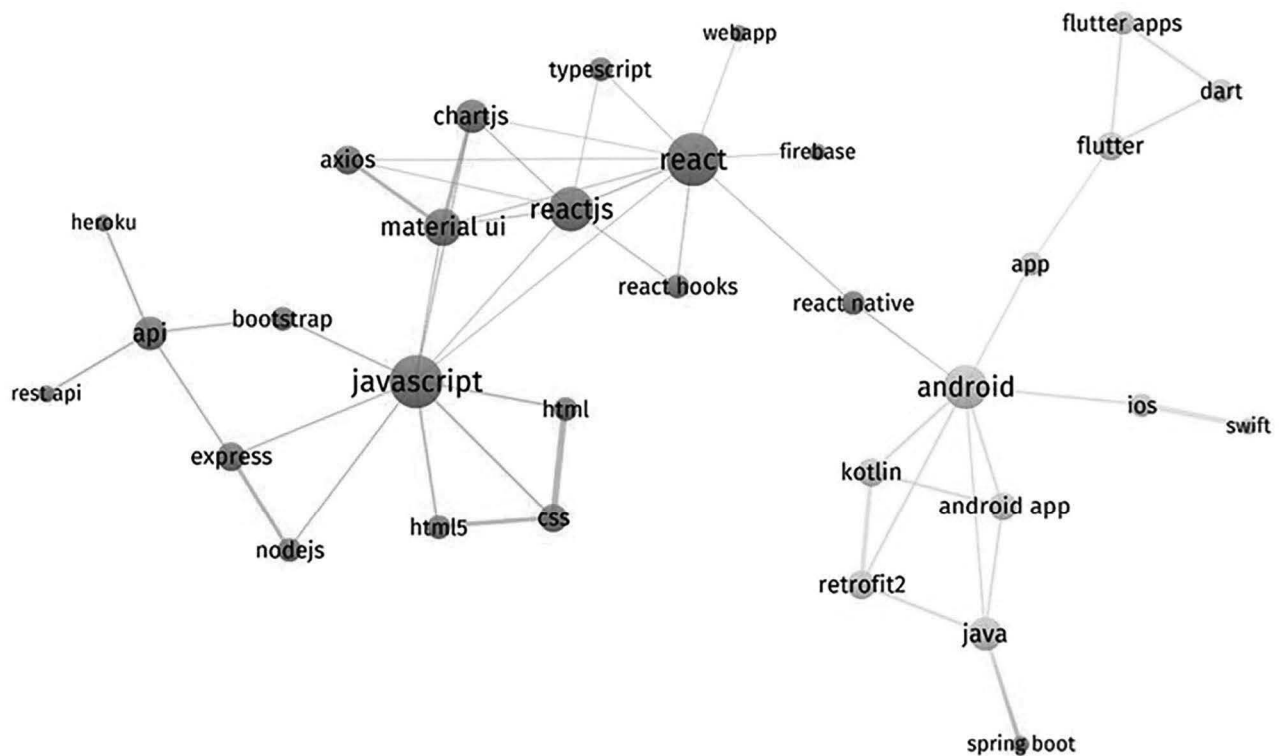 flutter apps
webapp
typescript
dart
chartjs
react
firebase
flutter
axios
reactjs
heroku
material ui
app
react hooks
react native
bootstrap
api
javascript
android
rest api
html
ios
swift
express
kotlin
android app
html5
css
nodejs
retrofit2
java
spring boot